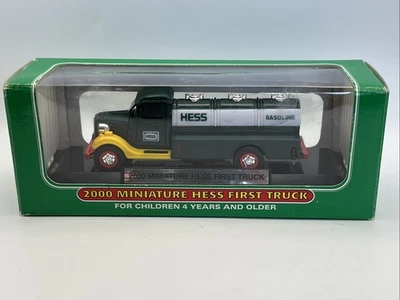 HESS
GASOLINE
2000 MINIATURE HESS FIRST TRUCK
2000 MINIATURE HESS FIRST TRUCK
FOR CHILDREN 4 YEARS AND OLDER